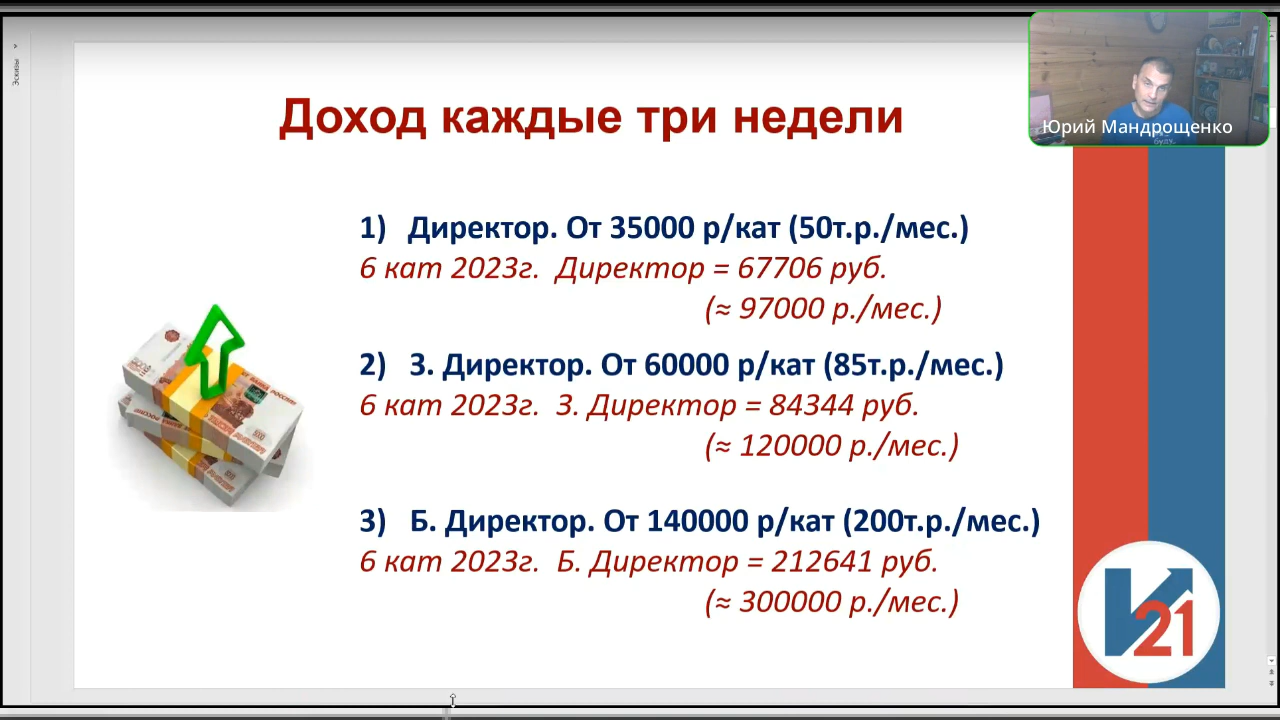 Эскизы
Доход каждые три недели
Юрий Мандрощенко
буду.
1) Директор. От 35000 р/кат (50т.р./мес.)
6 кат 2023г. Директор = 67706 руб.
(≈ 97000 р./мес.)
2) З. Директор. От 60000 р/кат (85т.р./мес.)
6 кат 2023г. З. Директор = 84344 руб.
(≈ 120000 р./мес.)
3) Б. Директор. От 140000 р/кат (200т.р./мес.)
6 кат 2023г. Б. Директор = 212641 руб.
(≈ 300000 р./мес.)
21